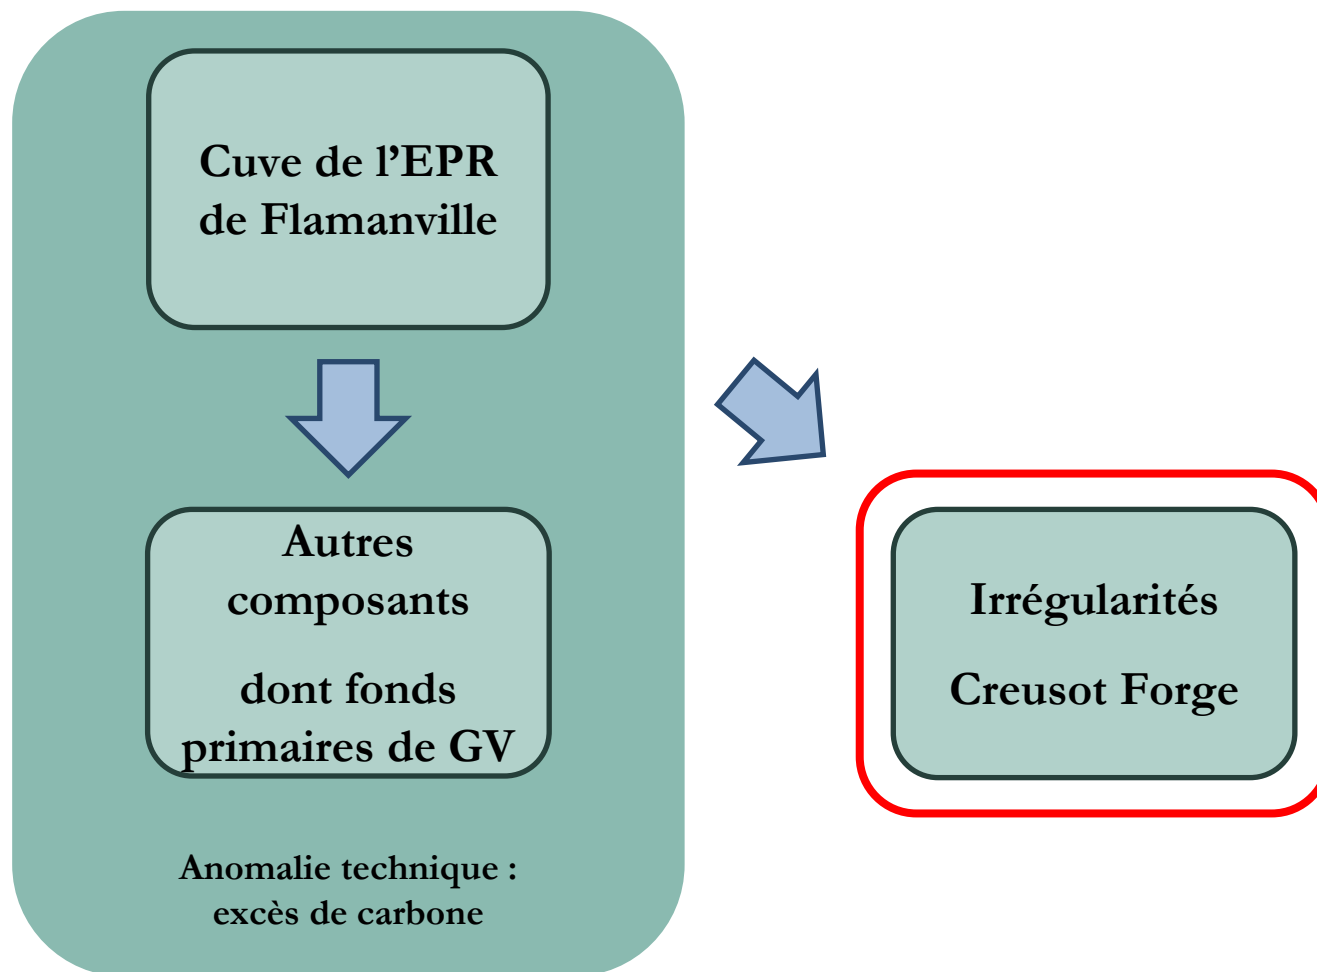 Cuve de l’EPR
de Flamanville
Autres
composants
dont fonds
primaires de GV
Anomalie technique :
excès de carbone
Irrégularités
Creusot Forge